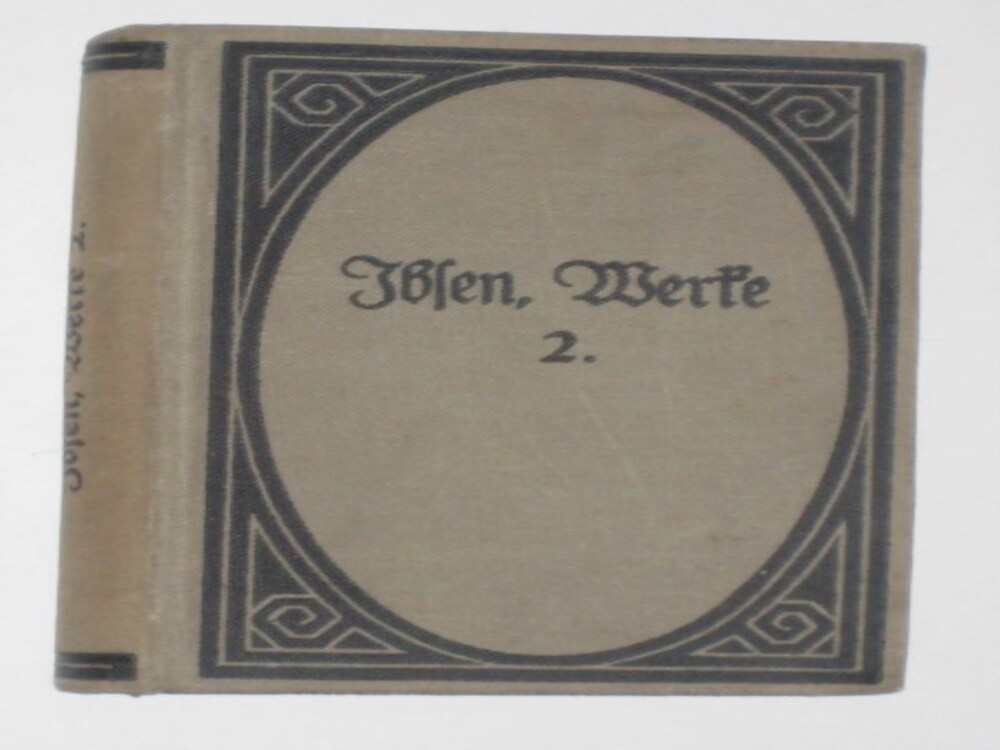 Ibsen, Werke
2.
Ibsen, Werke 2.